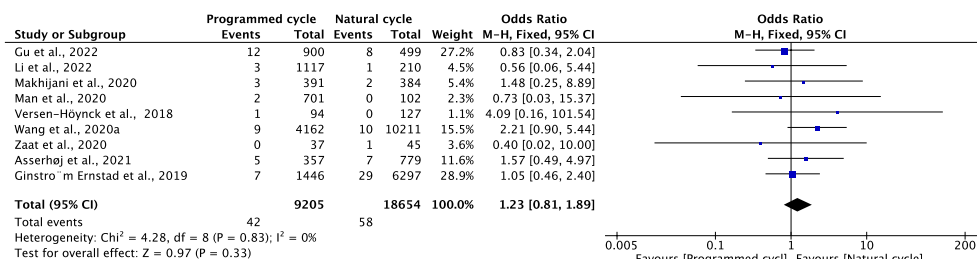 Programmed cycle Natural cycle Odds Ratio Odds Ratio
Study or Subgroup Events Total Events Total Weight M-H, Fixed, 95% CI M-H, Fixed, 95% CI
Gu et al., 2022 12 900 8 499 27.2% 0.83 [0.34, 2.04]
Li et al., 2022 3 1117 1 210 4.5% 0.56 [0.06, 5.44]
Makhijani et al., 2020 3 391 2 384 5.4% 1.48 [0.25, 8.89]
Man et al., 2020 2 701 0 102 2.3% 0.73 [0.03, 15.37]
Versen-Höynck et al., 2018 1 94 0 127 1.1% 4.09 [0.16, 101.54]
Wang et al., 2020a 9 4162 10 10211 15.5% 2.21 [0.90, 5.44]
Zaat et al., 2020 0 37 1 45 2.4% 0.40 [0.02, 10.00]
Asserhøj et al., 2021 5 357 7 779 11.6% 1.57 [0.49, 4.97]
Ginstro¨m Ernstad et al., 2019 7 1446 29 6297 28.9% 1.05 [0.46, 2.40]
Total (95% CI) 9205 18654 100.0% 1.23 [0.81, 1.89]
Total events 42 58
Heterogeneity: Chi² = 4.28, df = 8 (P = 0.83); I² = 0%
Test for overall effect: Z = 0.97 (P = 0.33)
0.005 0.1 1 10 200
Favours [Programmed cycl] Favours [Natural cycle]